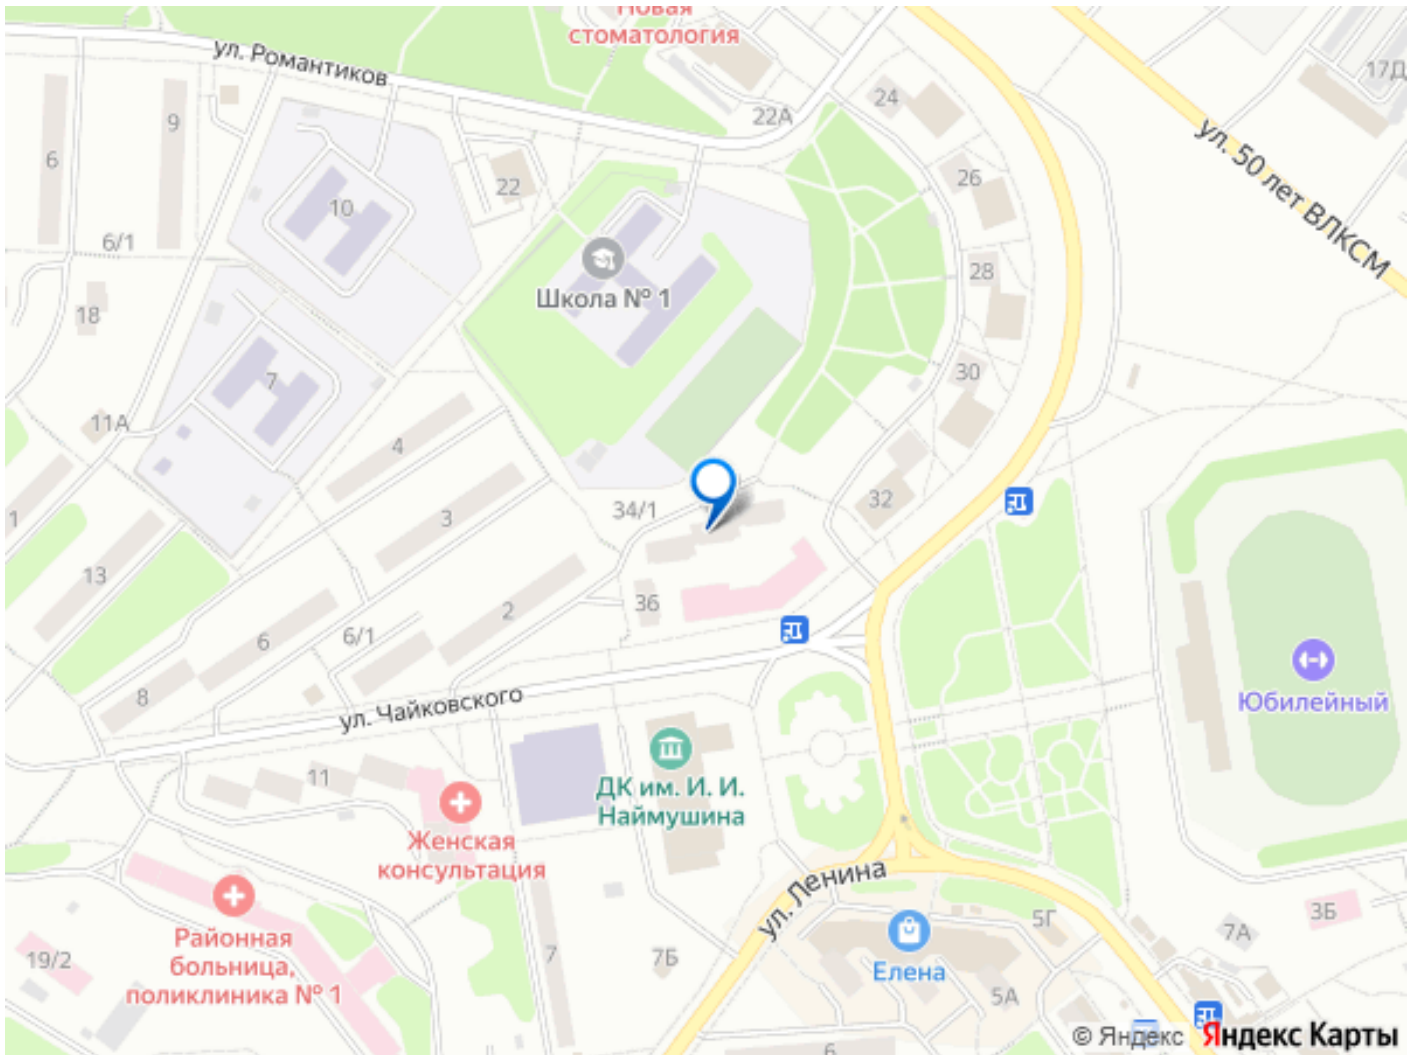 Новая
стоматология
ул. Романтиков
17Д
24
22А
9
6
ул. 50 лет ВЛКСМ
26
22
10
6/1
28
Школа № 1
18
30
7
11А
4
32
34/1
3
1
13
36
2
6/1
6
Юбилейный
8
ул. Чайковского
11
ДК им. И. И.
Наймушина
Женская
консультация
ул. Ленина
5Г
3Б
7А
Районная
больница,
поликлиника № 1
19/2
7
7Б
Елена
5А
6
© Яндекс Яндекс Карты